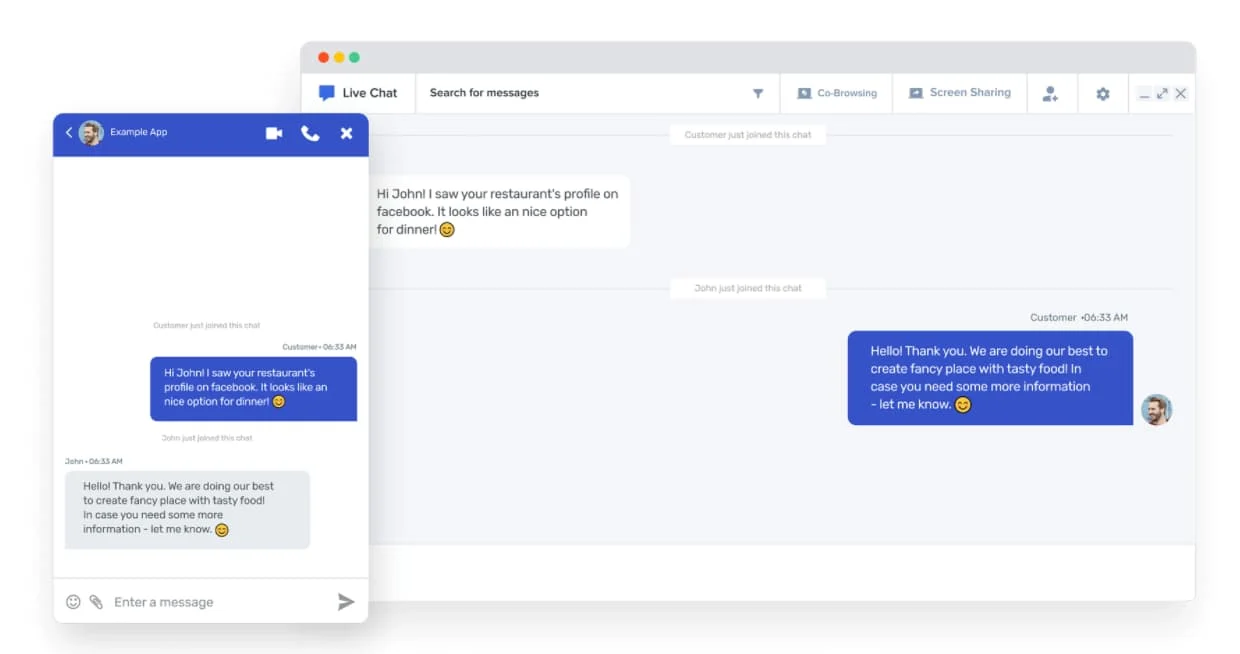 Live Chat
Search for messages
Co-Browsing
Screen Sharing
Customer just joined this chat
Hi John! I saw your restaurant's profile on
facebook. It looks like an nice option
for dinner! 😊
John just joined this chat
Customer •06:33 AM
Hello! Thank you. We are doing our best to
create fancy place with tasty food! In
case you need some more information
- let me know. 😊
Example App
Customer just joined this chat
Customer• 06:33 AM
Hi John! I saw your restaurant's
profile on facebook. It looks like an
nice option for dinner! 😊
John just joined this chat
John • 06:33 AM
Hello! Thank you. We are doing our best
to create fancy place with tasty food!
In case you need some more
information - let me know. 😊
Enter a message